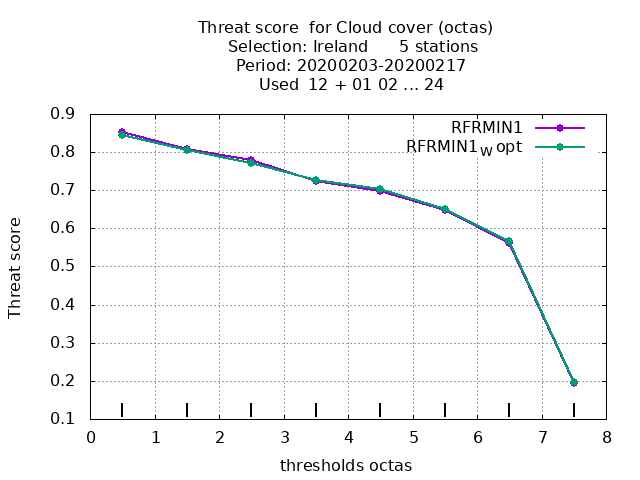 Threat score  for Cloud cover (octas)
Selection: Ireland      5 stations
Period: 20200203-20200217
Used  12 + 01 02 ... 24
RFRMIN1
RFRMIN1W opt
Threat score
0.9
0.8
0.7
0.6
0.5
0.4
0.3
0.2
0.1
0 1 2 3 4 5 6 7 8
thresholds octas